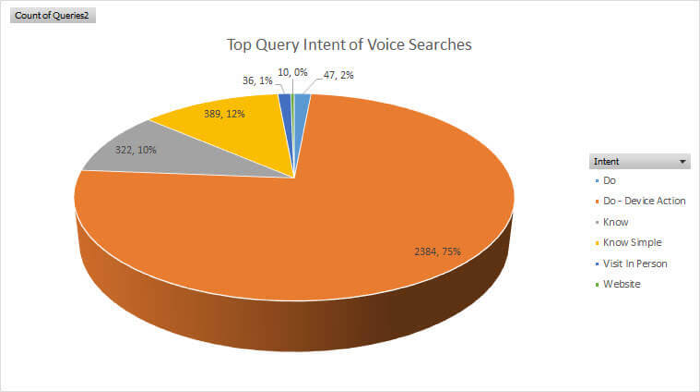 Count of Queries2
Top Query Intent of Voice Searches
10, 0%
47, 2%
36, 1%
389, 12%
322, 10%
2384, 75%
Intent
Do
Do - Device Action
Know
Know Simple
Visit In Person
Website